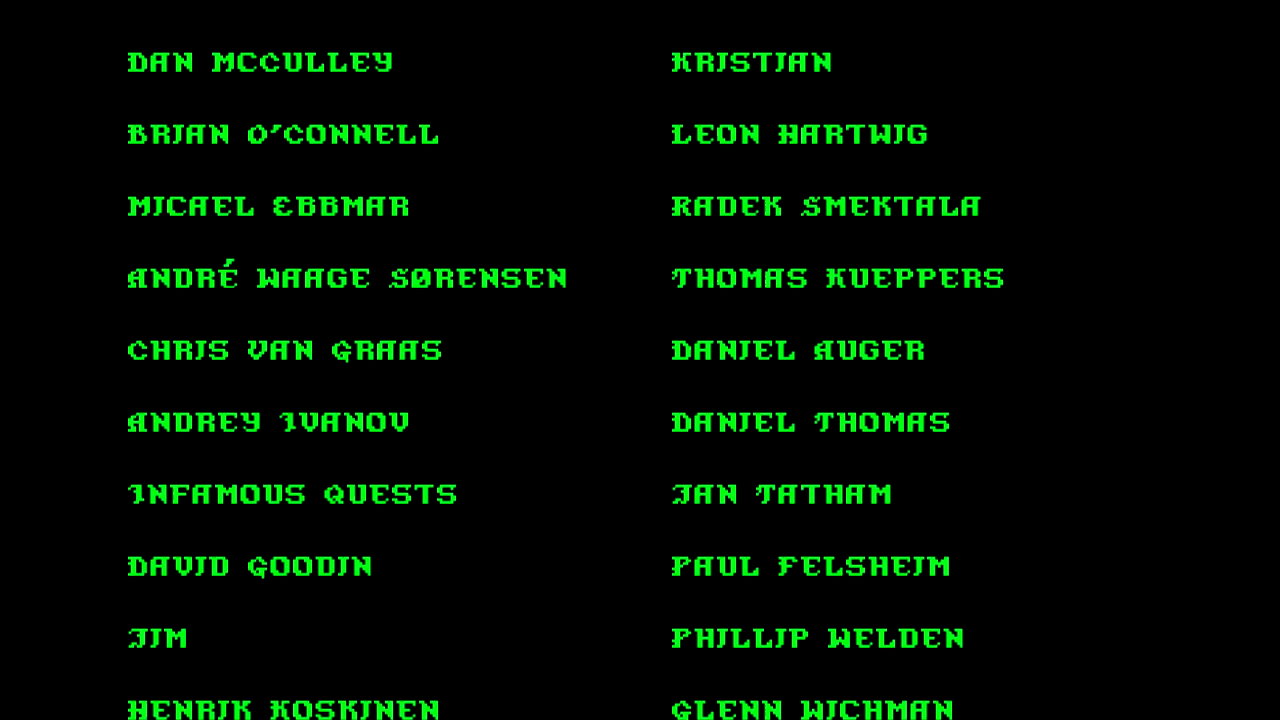 DAN MCCULLEY
BRIAN O'CONNELL
MICAEL EBBMAR
ANDRÉ WAAGE SØRENSEN
CHRIS VAN GRAAS
ANDREY IVANOV
INFAMOUS QUESTS
DAVID GOODIN
JIM
HENRIK KOSKINEN
KRISTIAN
LEON HARTWIG
RADEK SMEKTALA
THOMAS KUEPPERS
DANIEL AUGER
DANIEL THOMAS
JAN TATHAM
PAUL FELSHEIM
PHILLIP WELDEN
GLENN WICHMAN